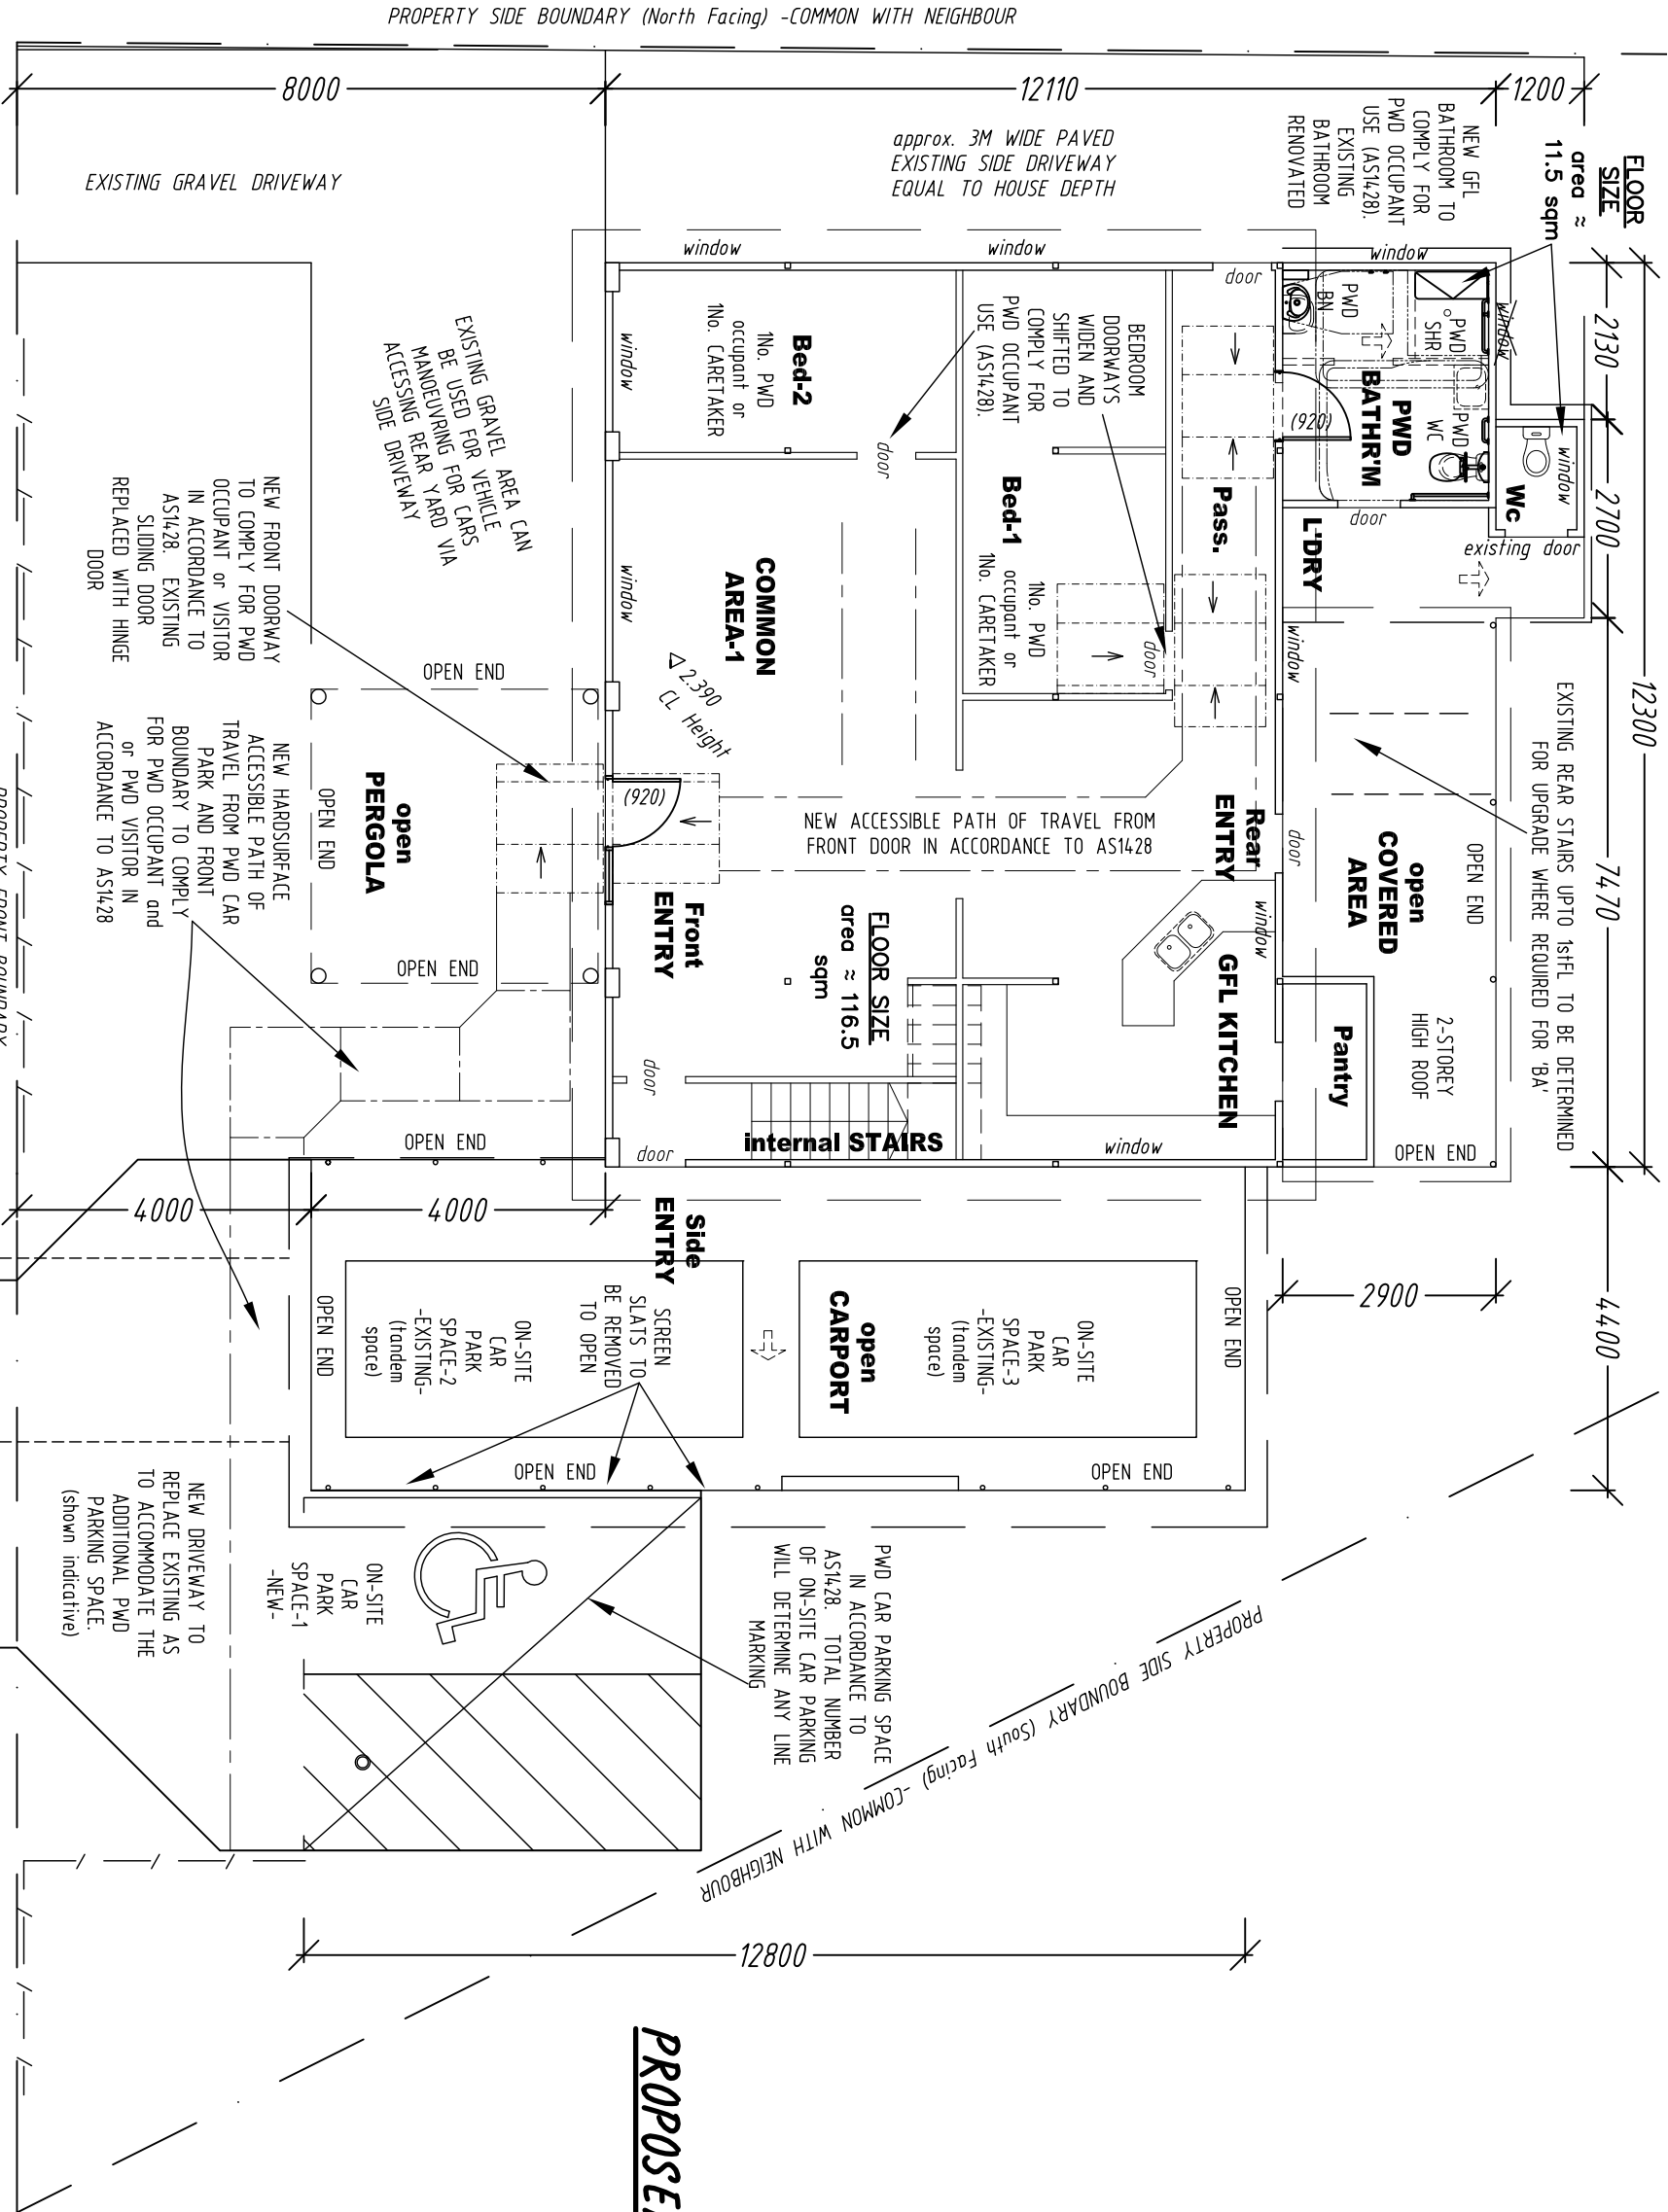 PROPERTY SIDE BOUNDARY (North Facing) -COMMON WITH NEIGHBOUR
8000
12110
1200
FLOOR
SIZE
area ≈
11.5 sqm
NEW GFL
BATHROOM TO
COMPLY FOR
PWD OCCUPANT
USE (AS1428).
EXISTING
BATHROOM
RENOVATED
approx. 3M WIDE PAVED
EXISTING SIDE DRIVEWAY
EQUAL TO HOUSE DEPTH
EXISTING GRAVEL DRIVEWAY
12300
2130
2700
7470
4400
window
window
window
window
door
PWD
BN
PWD
SHR
PWD
WC
PWD
BATHR'M
(920)
window
Wc
door
existing door
L'DRY
window
Bed-2
1No. PWD
occupant or
1No. CARETAKER
window
door
BEDROOM
DOORWAYS
WIDEN AND
SHIFTED TO
COMPLY FOR
PWD OCCUPANT
USE (AS1428).
Bed-1
1No. PWD
occupant or
1No. CARETAKER
door
Pass.
EXISTING GRAVEL AREA CAN
BE USED FOR VEHICLE
MANOEUVRING FOR CARS
ACCESSING REAR YARD VIA
SIDE DRIVEWAY
COMMON
AREA-1
window
2.390
CL Height
NEW FRONT DOORWAY
TO COMPLY FOR PWD
OCCUPANT or VISITOR
IN ACCORDANCE TO
AS1428. EXISTING
SLIDING DOOR
REPLACED WITH HINGE
DOOR
EXISTING REAR STAIRS UPTO 1stFL TO BE DETERMINED
FOR UPGRADE WHERE REQUIRED FOR 'BA'
OPEN END
OPEN END
open
PERGOLA
OPEN END
(920)
NEW ACCESSIBLE PATH OF TRAVEL FROM
FRONT DOOR IN ACCORDANCE TO AS1428
Rear
ENTRY
door
open
COVERED
AREA
OPEN END
window
NEW HARDSURFACE
ACCESSIBLE PATH OF
TRAVEL FROM PWD CAR
PARK AND FRONT
BOUNDARY TO COMPLY
FOR PWD OCCUPANT and
or PWD VISITOR IN
ACCORDANCE TO AS1428
PROPERTY FRONT BOUNDARY
Front
ENTRY
FLOOR SIZE
area ≈ 116.5
sqm
GFL KITCHEN
Pantry
2-STOREY
HIGH ROOF
OPEN END
OPEN END
door
door
internal STAIRS
window
4000
4000
2900
Side
ENTRY
OPEN END
ON-SITE
CAR
PARK
SPACE-2
-EXISTING-
(tandem
space)
SCREEN
SLATS TO
BE REMOVED
TO OPEN
open
CARPORT
ON-SITE
CAR
PARK
SPACE-3
-EXISTING-
(tandem
space)
OPEN END
OPEN END
OPEN END
NEW DRIVEWAY TO
REPLACE EXISTING AS
TO ACCOMMODATE THE
ADDITIONAL PWD
PARKING SPACE.
(shown indicative)
ON-SITE
CAR
PARK
SPACE-1
-NEW-
PWD CAR PARKING SPACE
IN ACCORDANCE TO
AS1428. TOTAL NUMBER
OF ON-SITE CAR PARKING
WILL DETERMINE ANY LINE
MARKING
PROPERTY SIDE BOUNDARY (South Facing) -COMMON WITH NEIGHBOUR
12800